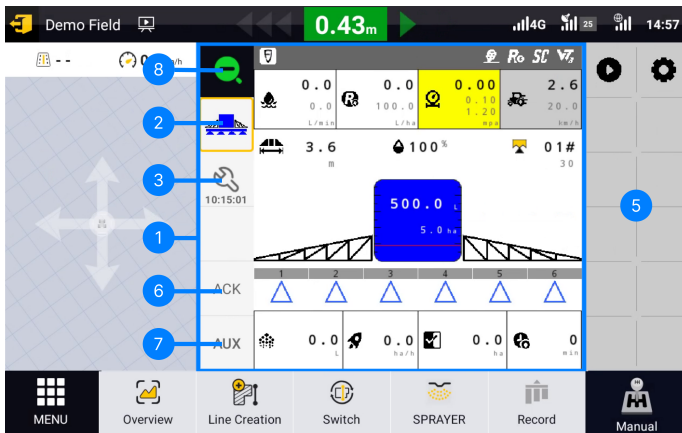 Demo Field
0.43m
4G
25
14:57
- -
8
0.0
0.0
L/min
0.0
100.0
L/ha
0.00
0.10
1.20
mpa
2.6
20.0
km/h
Ro SC
2
3.6
m
100%
01#
30
3
10:15:01
500.0 L
5.0 ha
5
1
1 2 3 4 5 6
6
ACK
7
AUX
0.0
L
0.0
ha/h
0.0
ha
0
min
MENU
Overview
Line Creation
Switch
SPRAYER
Record
Manual